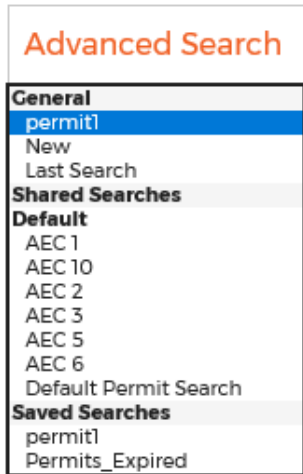 Advanced Search
General
permit1
New
Last Search
Shared Searches
Default
AEC 1
AEC 10
AEC 2
AEC 3
AEC 5
AEC 6
Default Permit Search
Saved Searches
permit1
Permits_Expired